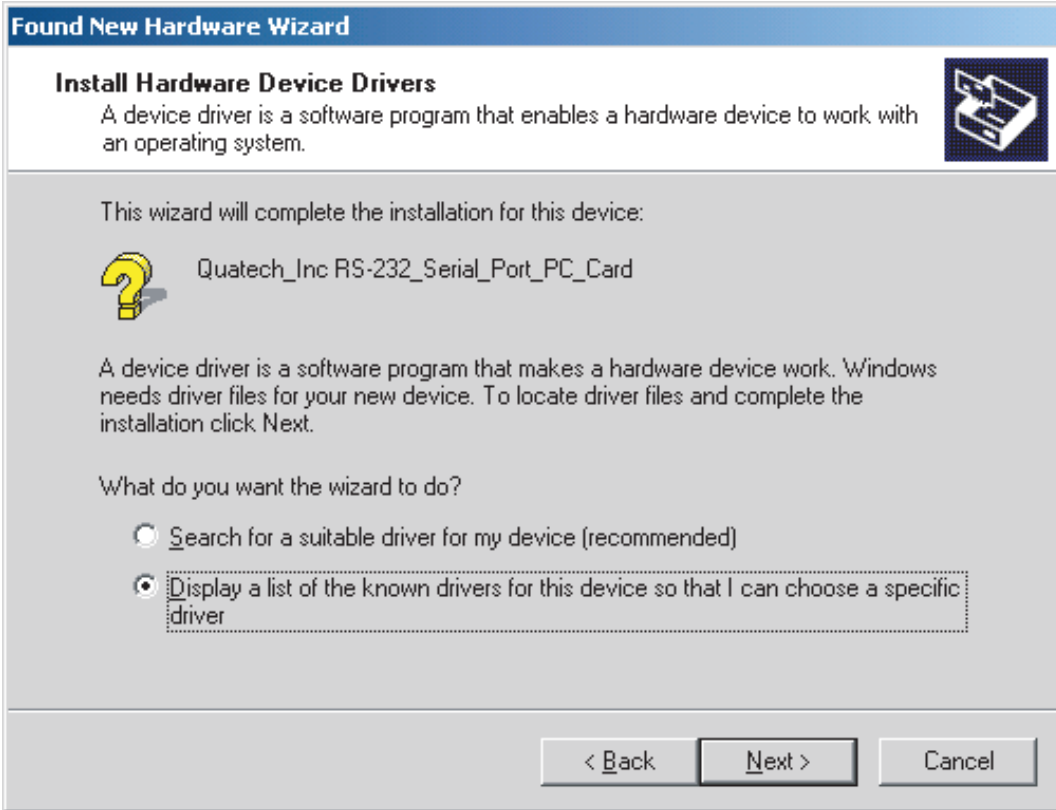 Found New Hardware Wizard
Install Hardware Device Drivers
A device driver is a software program that enables a hardware device to work with
an operating system.
This wizard will complete the installation for this device:
Quatech_Inc RS-232_Serial_Port_PC_Card
A device driver is a software program that makes a hardware device work. Windows
needs driver files for your new device. To locate driver files and complete the
installation click Next.
What do you want the wizard to do?
Search for a suitable driver for my device (recommended)
Display a list of the known drivers for this device so that I can choose a specific
driver
< Back Next > Cancel